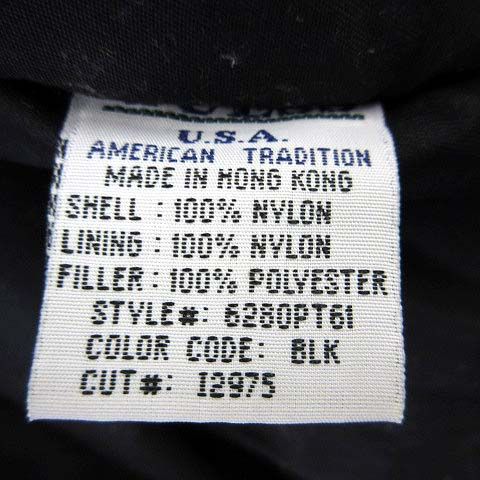 U.S.A.
AMERICAN TRADITION
MADE IN HONG KONG
SHELL : 100% NYLON
LINING : 100% NYLON
FILLER : 100% POLYESTER
STYLE#: 6280PT61
COLOR CODE: BLK
CUT#: 12975